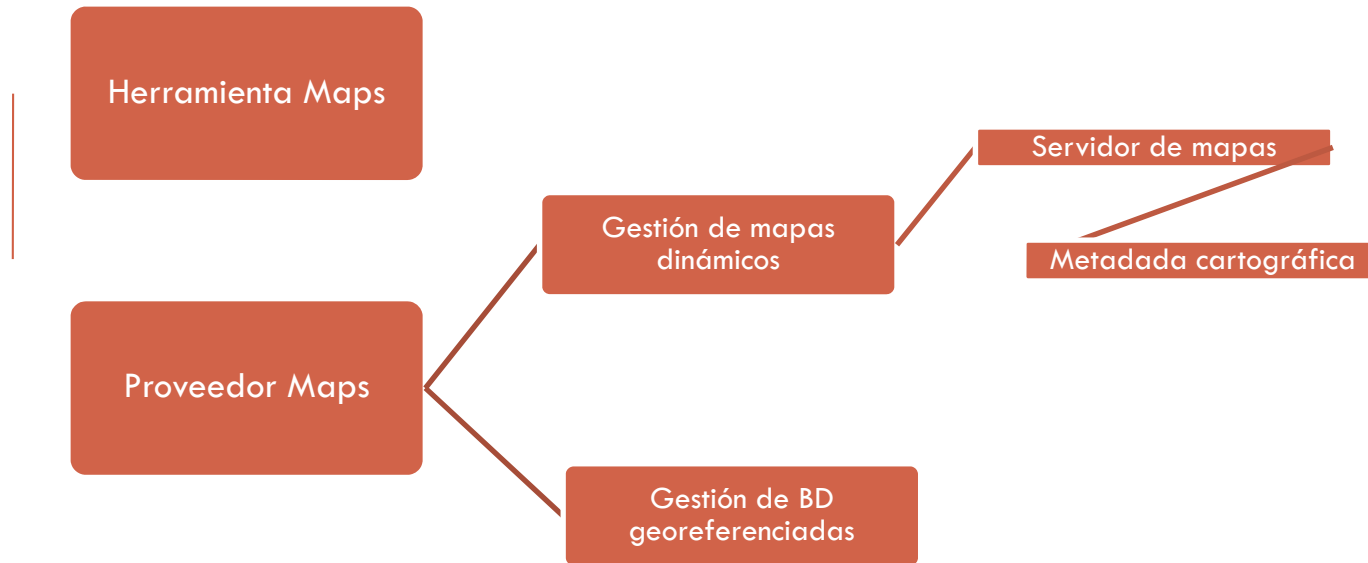 Herramienta Maps
Servidor de mapas
Gestión de mapas
dinámicos
Metadada cartográfica
Proveedor Maps
Gestión de BD
georeferenciadas